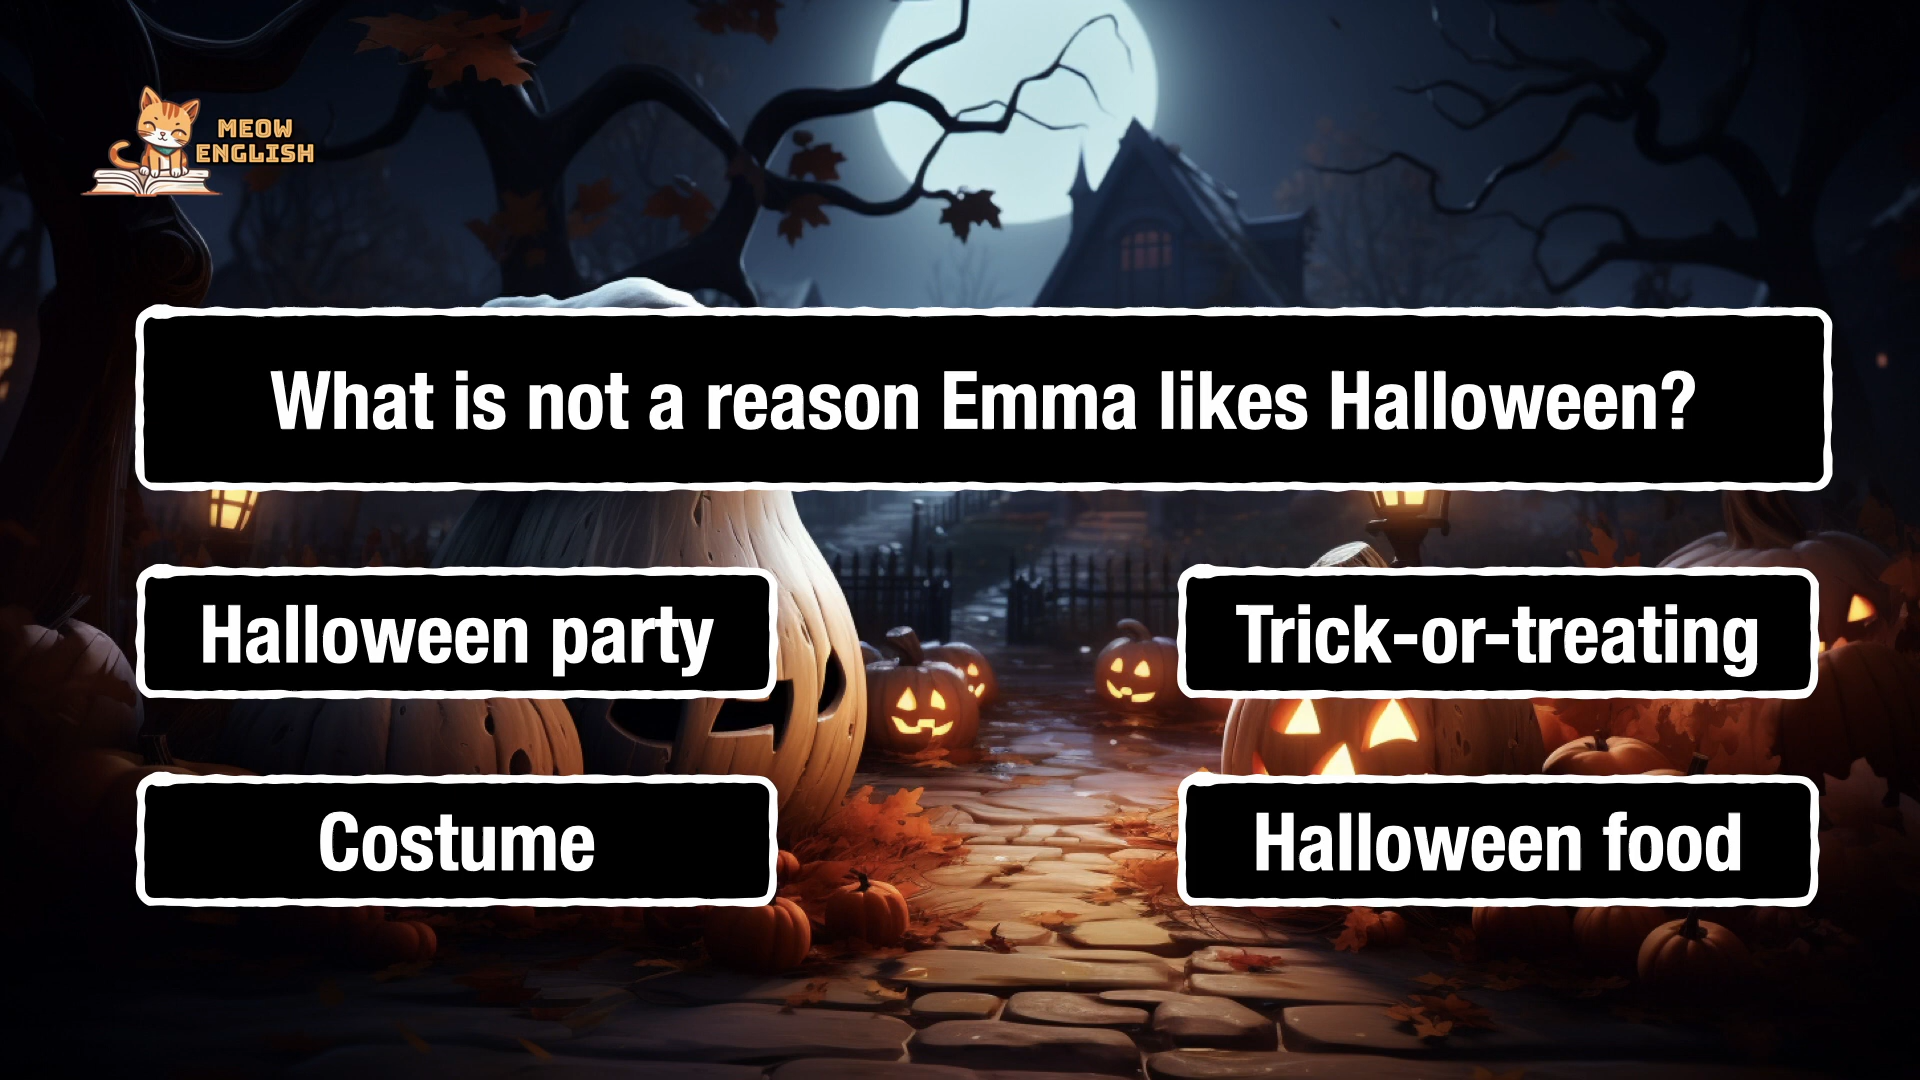 MEOW
ENGLISH
What is not a reason Emma likes Halloween?
Halloween party
Trick-or-treating
Costume
Halloween food